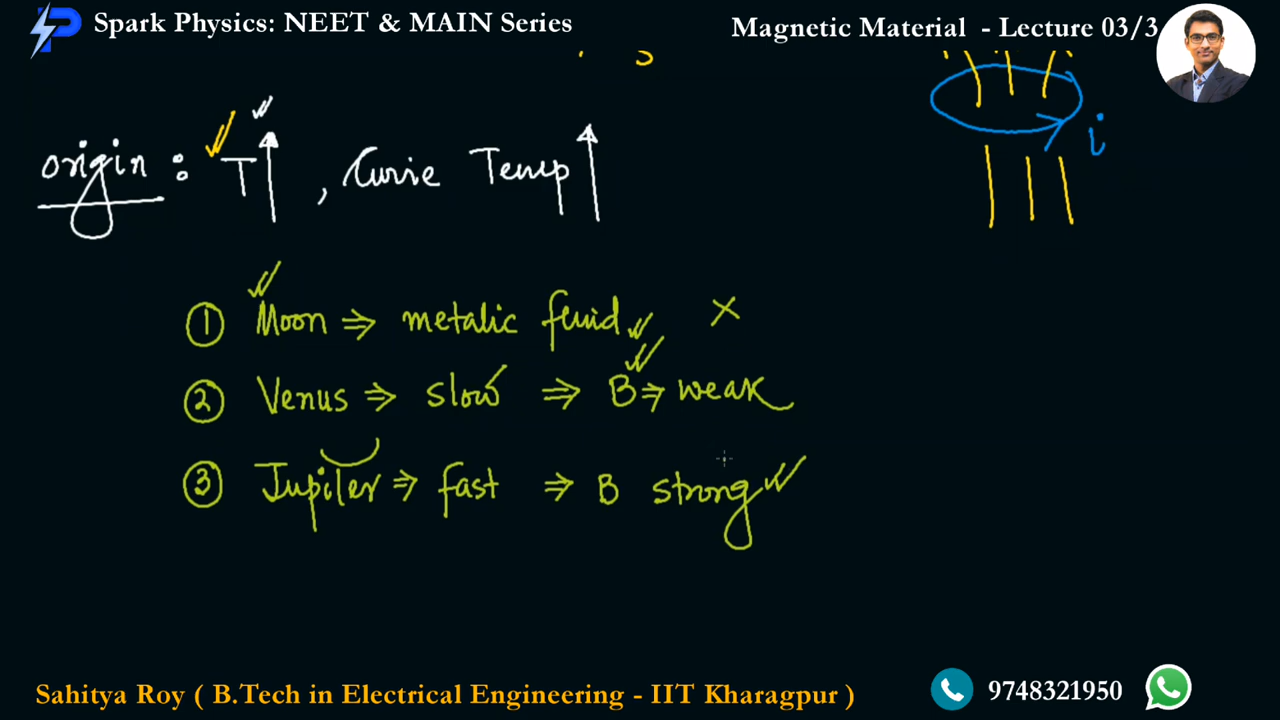 Spark Physics: NEET & MAIN Series
Magnetic Material - Lecture 03/3
i
origin : T↑ , Curie Temp ↑
① Moon ⇒ metalic fluid ✓ ×
② Venus ⇒ slow ⇒ B ⇒ weak
③ Jupiter ⇒ fast ⇒ B strong ✓
Sahitya Roy ( B.Tech in Electrical Engineering - IIT Kharagpur )
9748321950